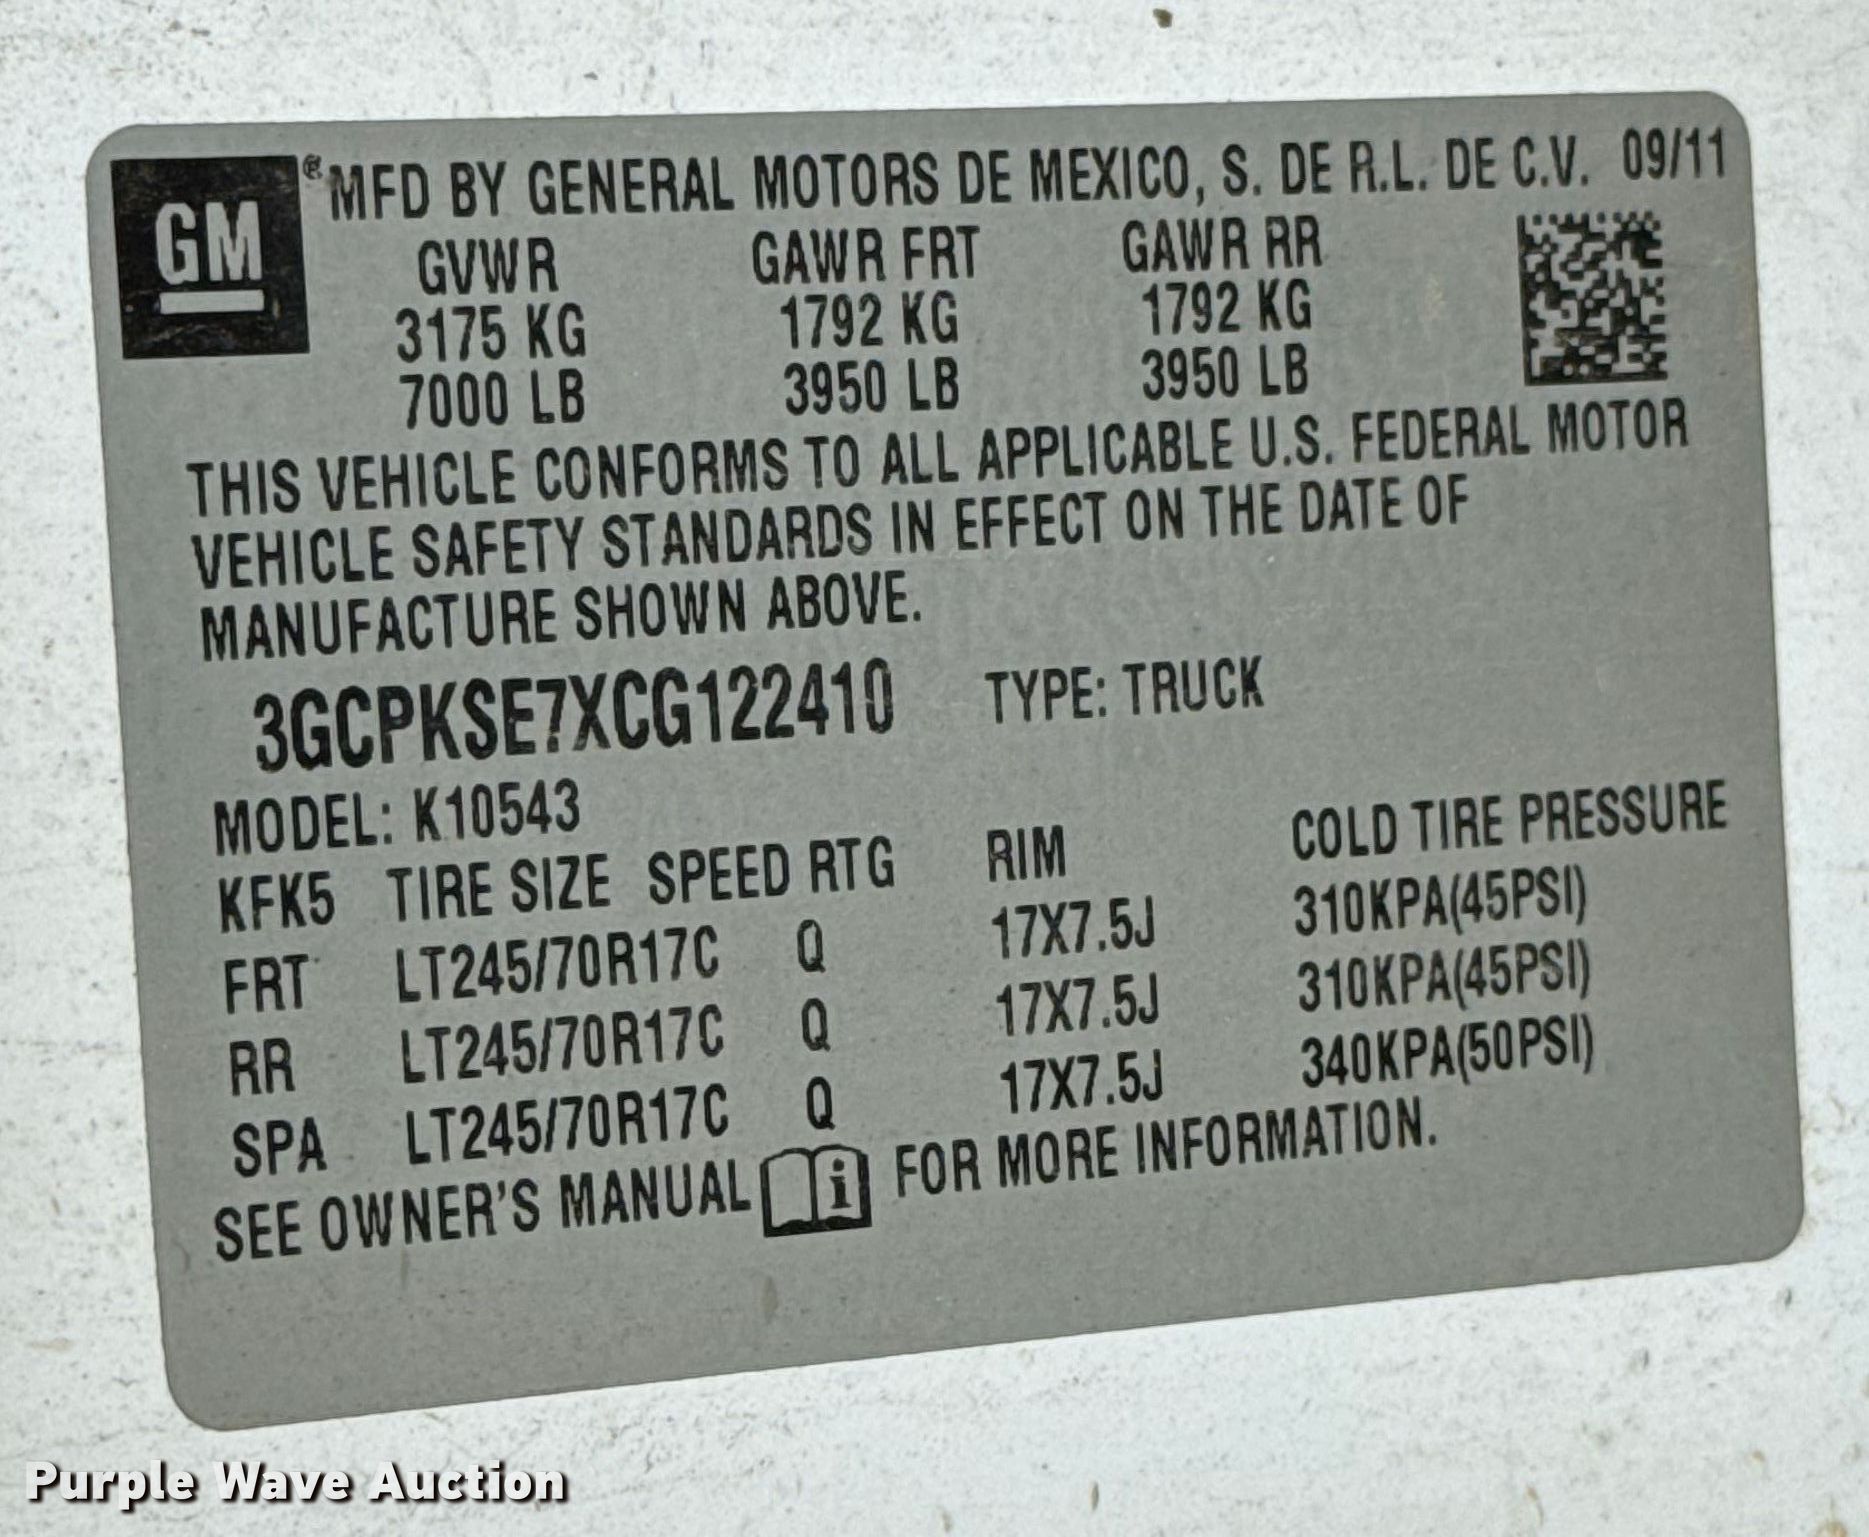 GM ® MFD BY GENERAL MOTORS DE MEXICO, S. DE R.L. DE C.V. 09/11
GVWR GAWR FRT GAWR RR
3175 KG 1792 KG 1792 KG
7000 LB 3950 LB 3950 LB
THIS VEHICLE CONFORMS TO ALL APPLICABLE U.S. FEDERAL MOTOR
VEHICLE SAFETY STANDARDS IN EFFECT ON THE DATE OF
MANUFACTURE SHOWN ABOVE.
3GCPKSE7XCG122410 TYPE: TRUCK
MODEL: K10543
KFK5 TIRE SIZE SPEED RTG RIM COLD TIRE PRESSURE
FRT LT245/70R17C Q 17X7.5J 310KPA(45PSI)
RR LT245/70R17C Q 17X7.5J 310KPA(45PSI)
SPA LT245/70R17C Q 17X7.5J 340KPA(50PSI)
SEE OWNER'S MANUAL i FOR MORE INFORMATION.
Purple Wave Auction